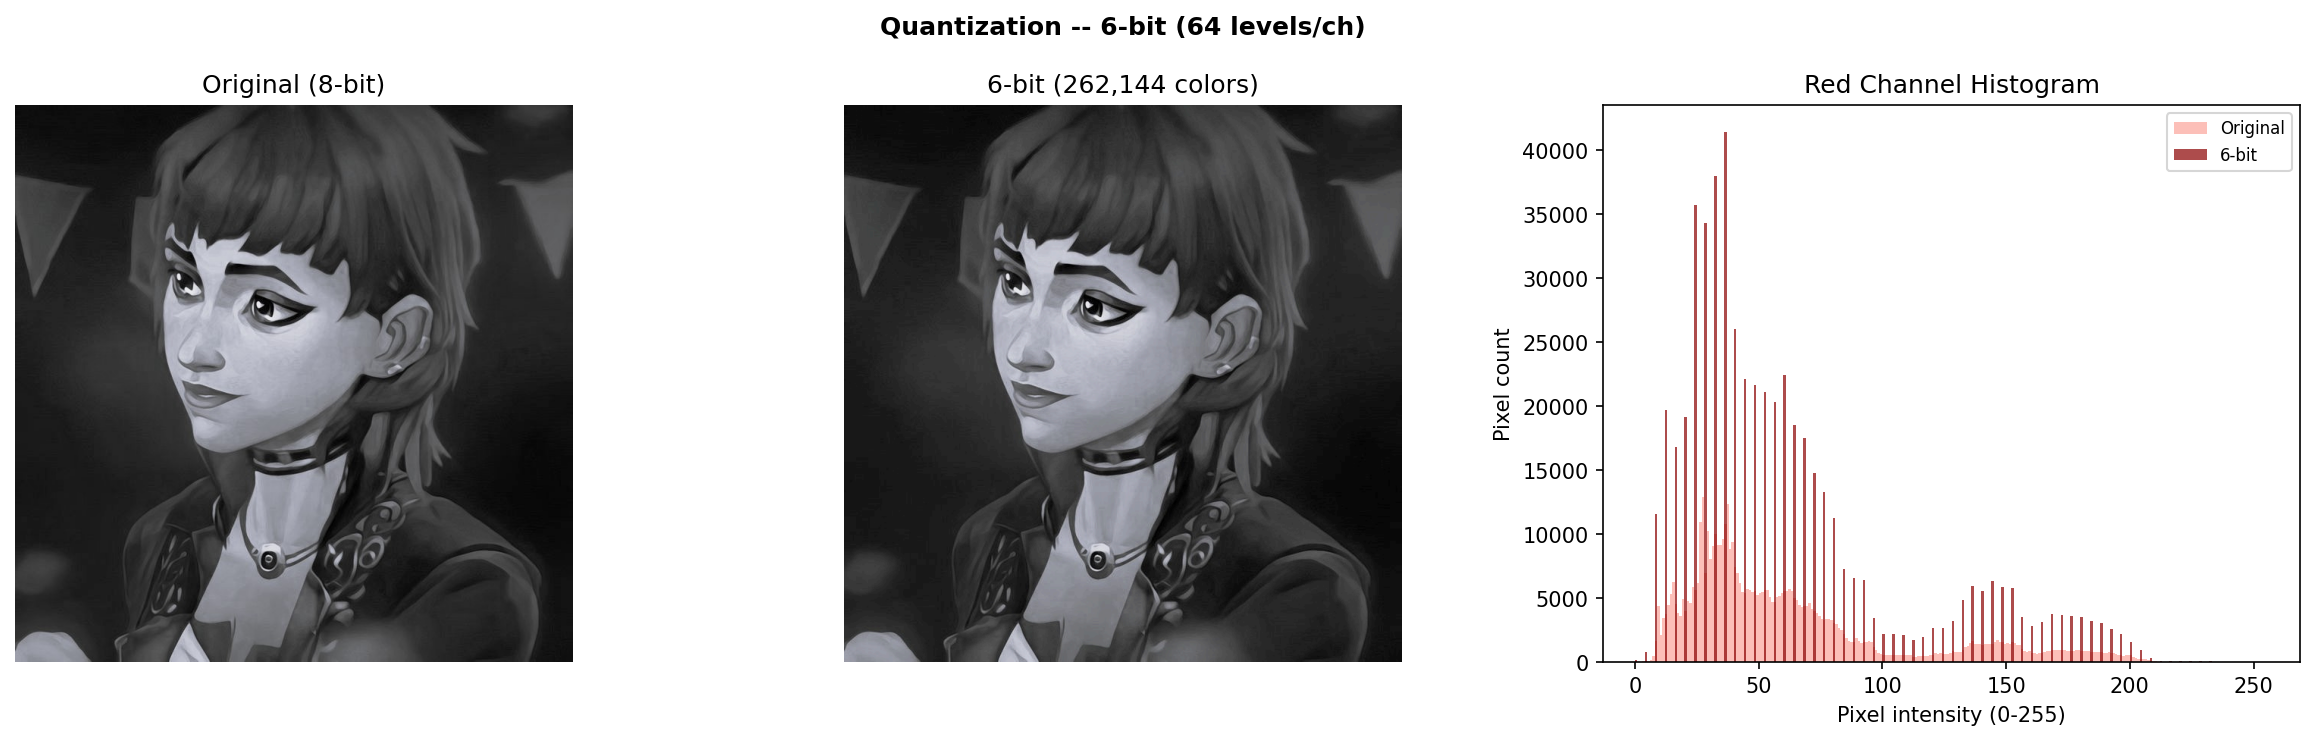 Quantization -- 6-bit (64 levels/ch)
Original (8-bit)
6-bit (262,144 colors)
Red Channel Histogram
Original
6-bit
Pixel count
40000
35000
30000
25000
20000
15000
10000
5000
0
0 50 100 150 200 250
Pixel intensity (0-255)